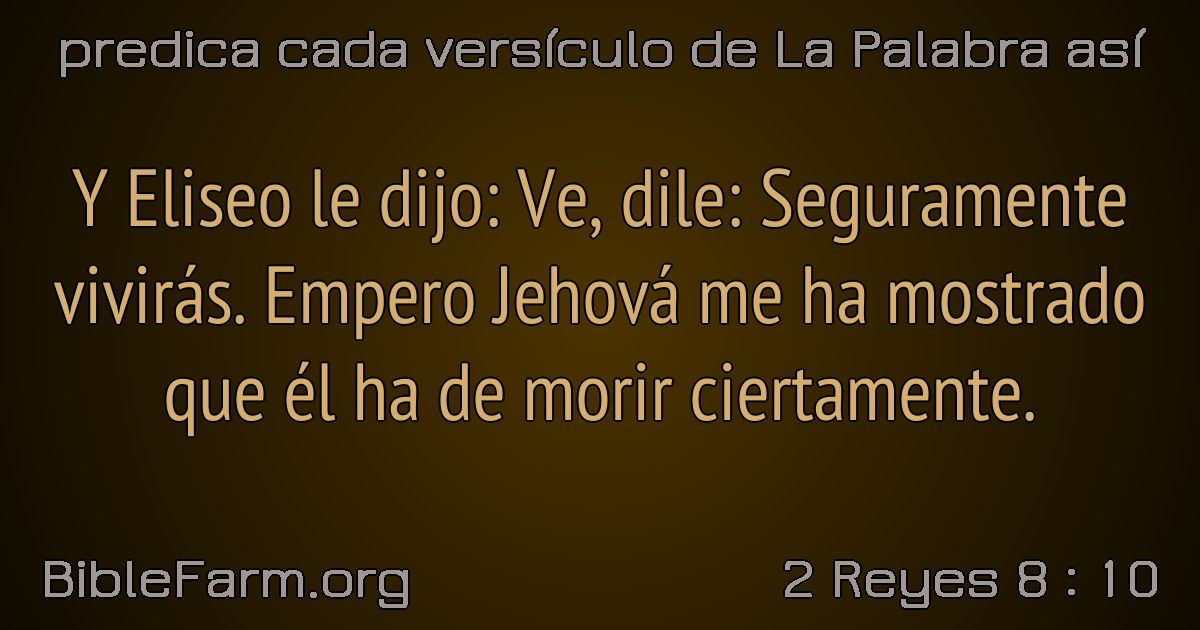 predica cada versículo de La Palabra así
Y Eliseo le dijo: Ve, dile: Seguramente
vivirás. Empero Jehová me ha mostrado
que él ha de morir ciertamente.
BibleFarm.org
2 Reyes 8 : 10